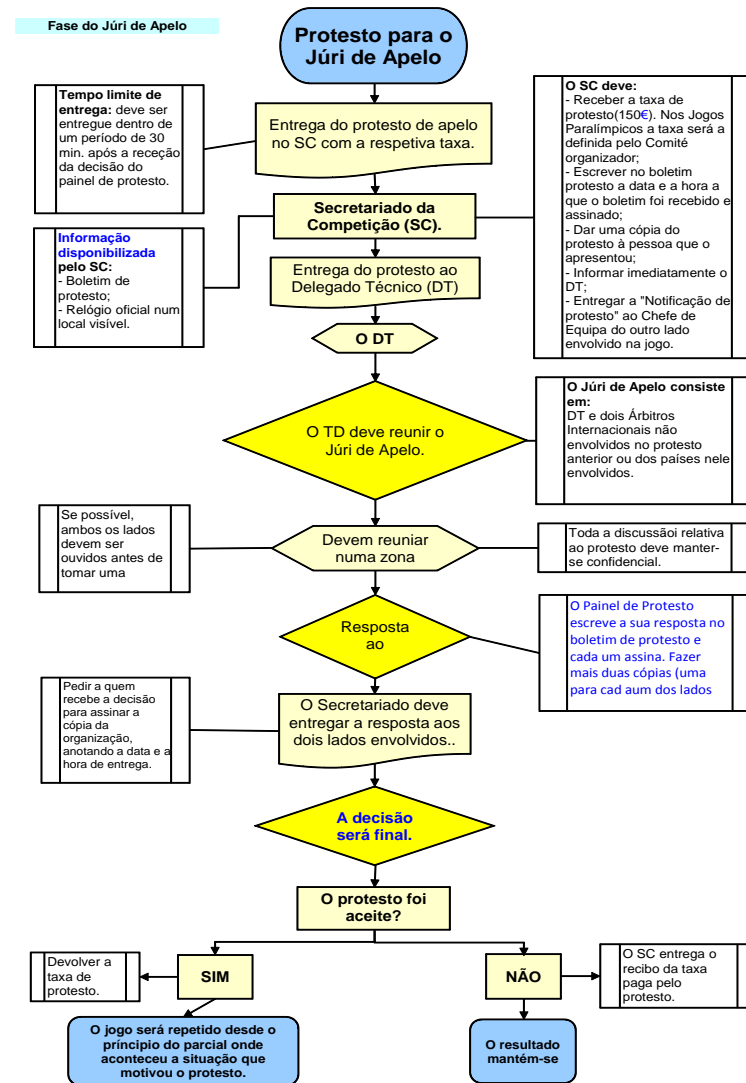 Fase do Júri de Apelo
Protesto para o
Júri de Apelo
Tempo limite de
entrega: deve ser
entregue dentro de
um período de 30
min. após a receção
da decisão do
painel de protesto.
Entrega do protesto de apelo
no SC com a respetiva taxa.
O SC deve:
- Receber a taxa de
protesto(150€). Nos Jogos
Paralímpicos a taxa será a
definida pelo Comité
organizador;
- Escrever no boletim
protesto a data e a hora a
que o boletim foi recebido e
assinado;
- Dar uma cópia do
protesto à pessoa que o
apresentou;
- Informar imediatamente o
DT;
- Entregar a "Notificação de
protesto" ao Chefe de
Equipa do outro lado
envolvido na jogo.
Secretariado da
Competição (SC).
Informação
disponibilizada
pelo SC:
- Boletim de
protesto;
- Relógio oficial num
local visível.
Entrega do protesto ao
Delegado Técnico (DT)
O DT
O TD deve reunir o
Júri de Apelo.
O Júri de Apelo consiste
em:
DT e dois Árbitros
Internacionais não
envolvidos no protesto
anterior ou dos países nele
envolvidos.
Se possível,
ambos os lados
devem ser
ouvidos antes de
tomar uma
Devem reuniar
numa zona
Toda a discussãoi relativa
ao protesto deve manter-
se confidencial.
Resposta
ao
O Painel de Protesto
escreve a sua resposta no
boletim de protesto e
cada um assina. Fazer
mais duas cópias (uma
para cad aum dos lados
Pedir a quem
recebe a decisão
para assinar a
cópia da
organização,
anotando a data e a
hora de entrega.
O Secretariado deve
entregar a resposta aos
dois lados envolvidos..
A decisão
será final.
O protesto foi
aceite?
Devolver a
taxa de
protesto.
SIM
NÃO
O SC entrega o
recibo da taxa
paga pelo
protesto.
O jogo será repetido desde o
príncipio do parcial onde
aconteceu a situação que
motivou o protesto.
O resultado
mantém-se